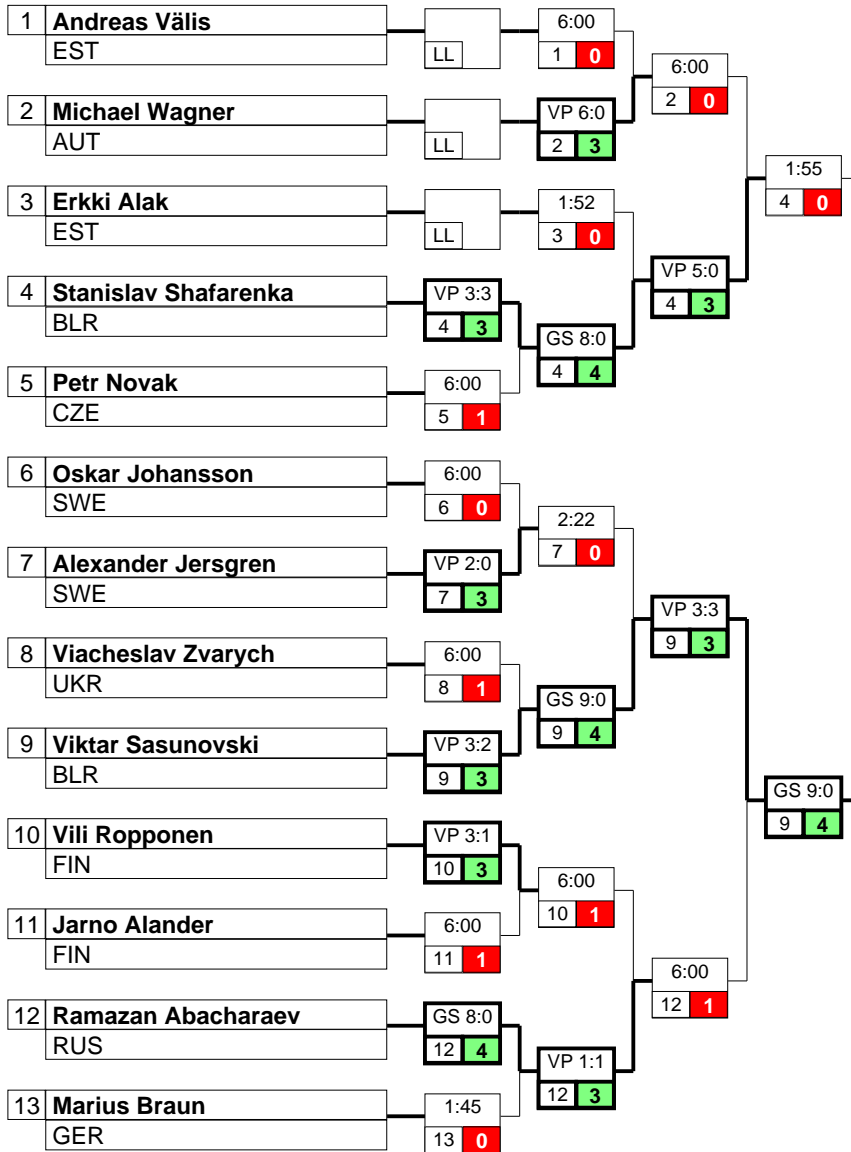 1 Andreas Välis
EST
LL
6:00
1 0
6:00
2 0
2 Michael Wagner
AUT
LL
VP 6:0
2 3
1:55
4 0
3 Erkki Alak
EST
LL
1:52
3 0
VP 5:0
4 3
4 Stanislav Shafarenka
BLR
VP 3:3
4 3
GS 8:0
4 4
5 Petr Novak
CZE
6:00
5 1
6 Oskar Johansson
SWE
6:00
6 0
2:22
7 0
7 Alexander Jersgren
SWE
VP 2:0
7 3
VP 3:3
9 3
8 Viacheslav Zvarych
UKR
6:00
8 1
GS 9:0
9 4
9 Viktar Sasunovski
BLR
VP 3:2
9 3
GS 9:0
9 4
10 Vili Ropponen
FIN
VP 3:1
10 3
6:00
10 1
11 Jarno Alander
FIN
6:00
11 1
6:00
12 1
12 Ramazan Abacharaev
RUS
GS 8:0
12 4
VP 1:1
12 3
13 Marius Braun
GER
1:45
13 0